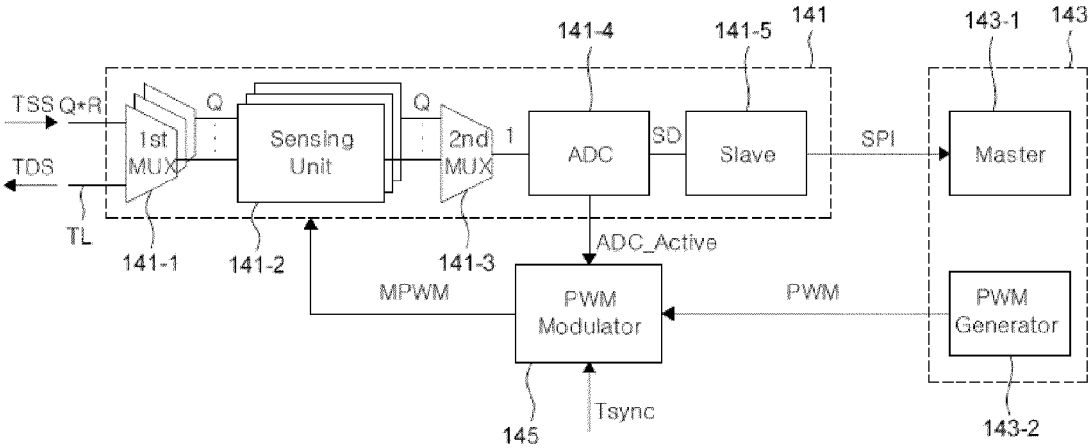 141-4
141-5
141
143-1
143
TSS
Q*R
Q
Q
1st
MUX
Sensing
Unit
2nd
MUX
1
ADC
SD
Slave
SPI
Master
TDS
TL
141-1
141-2
141-3
ADC_Active
MPWM
PWM
Modulator
PWM
PWM
Generator
145
Tsync
143-2